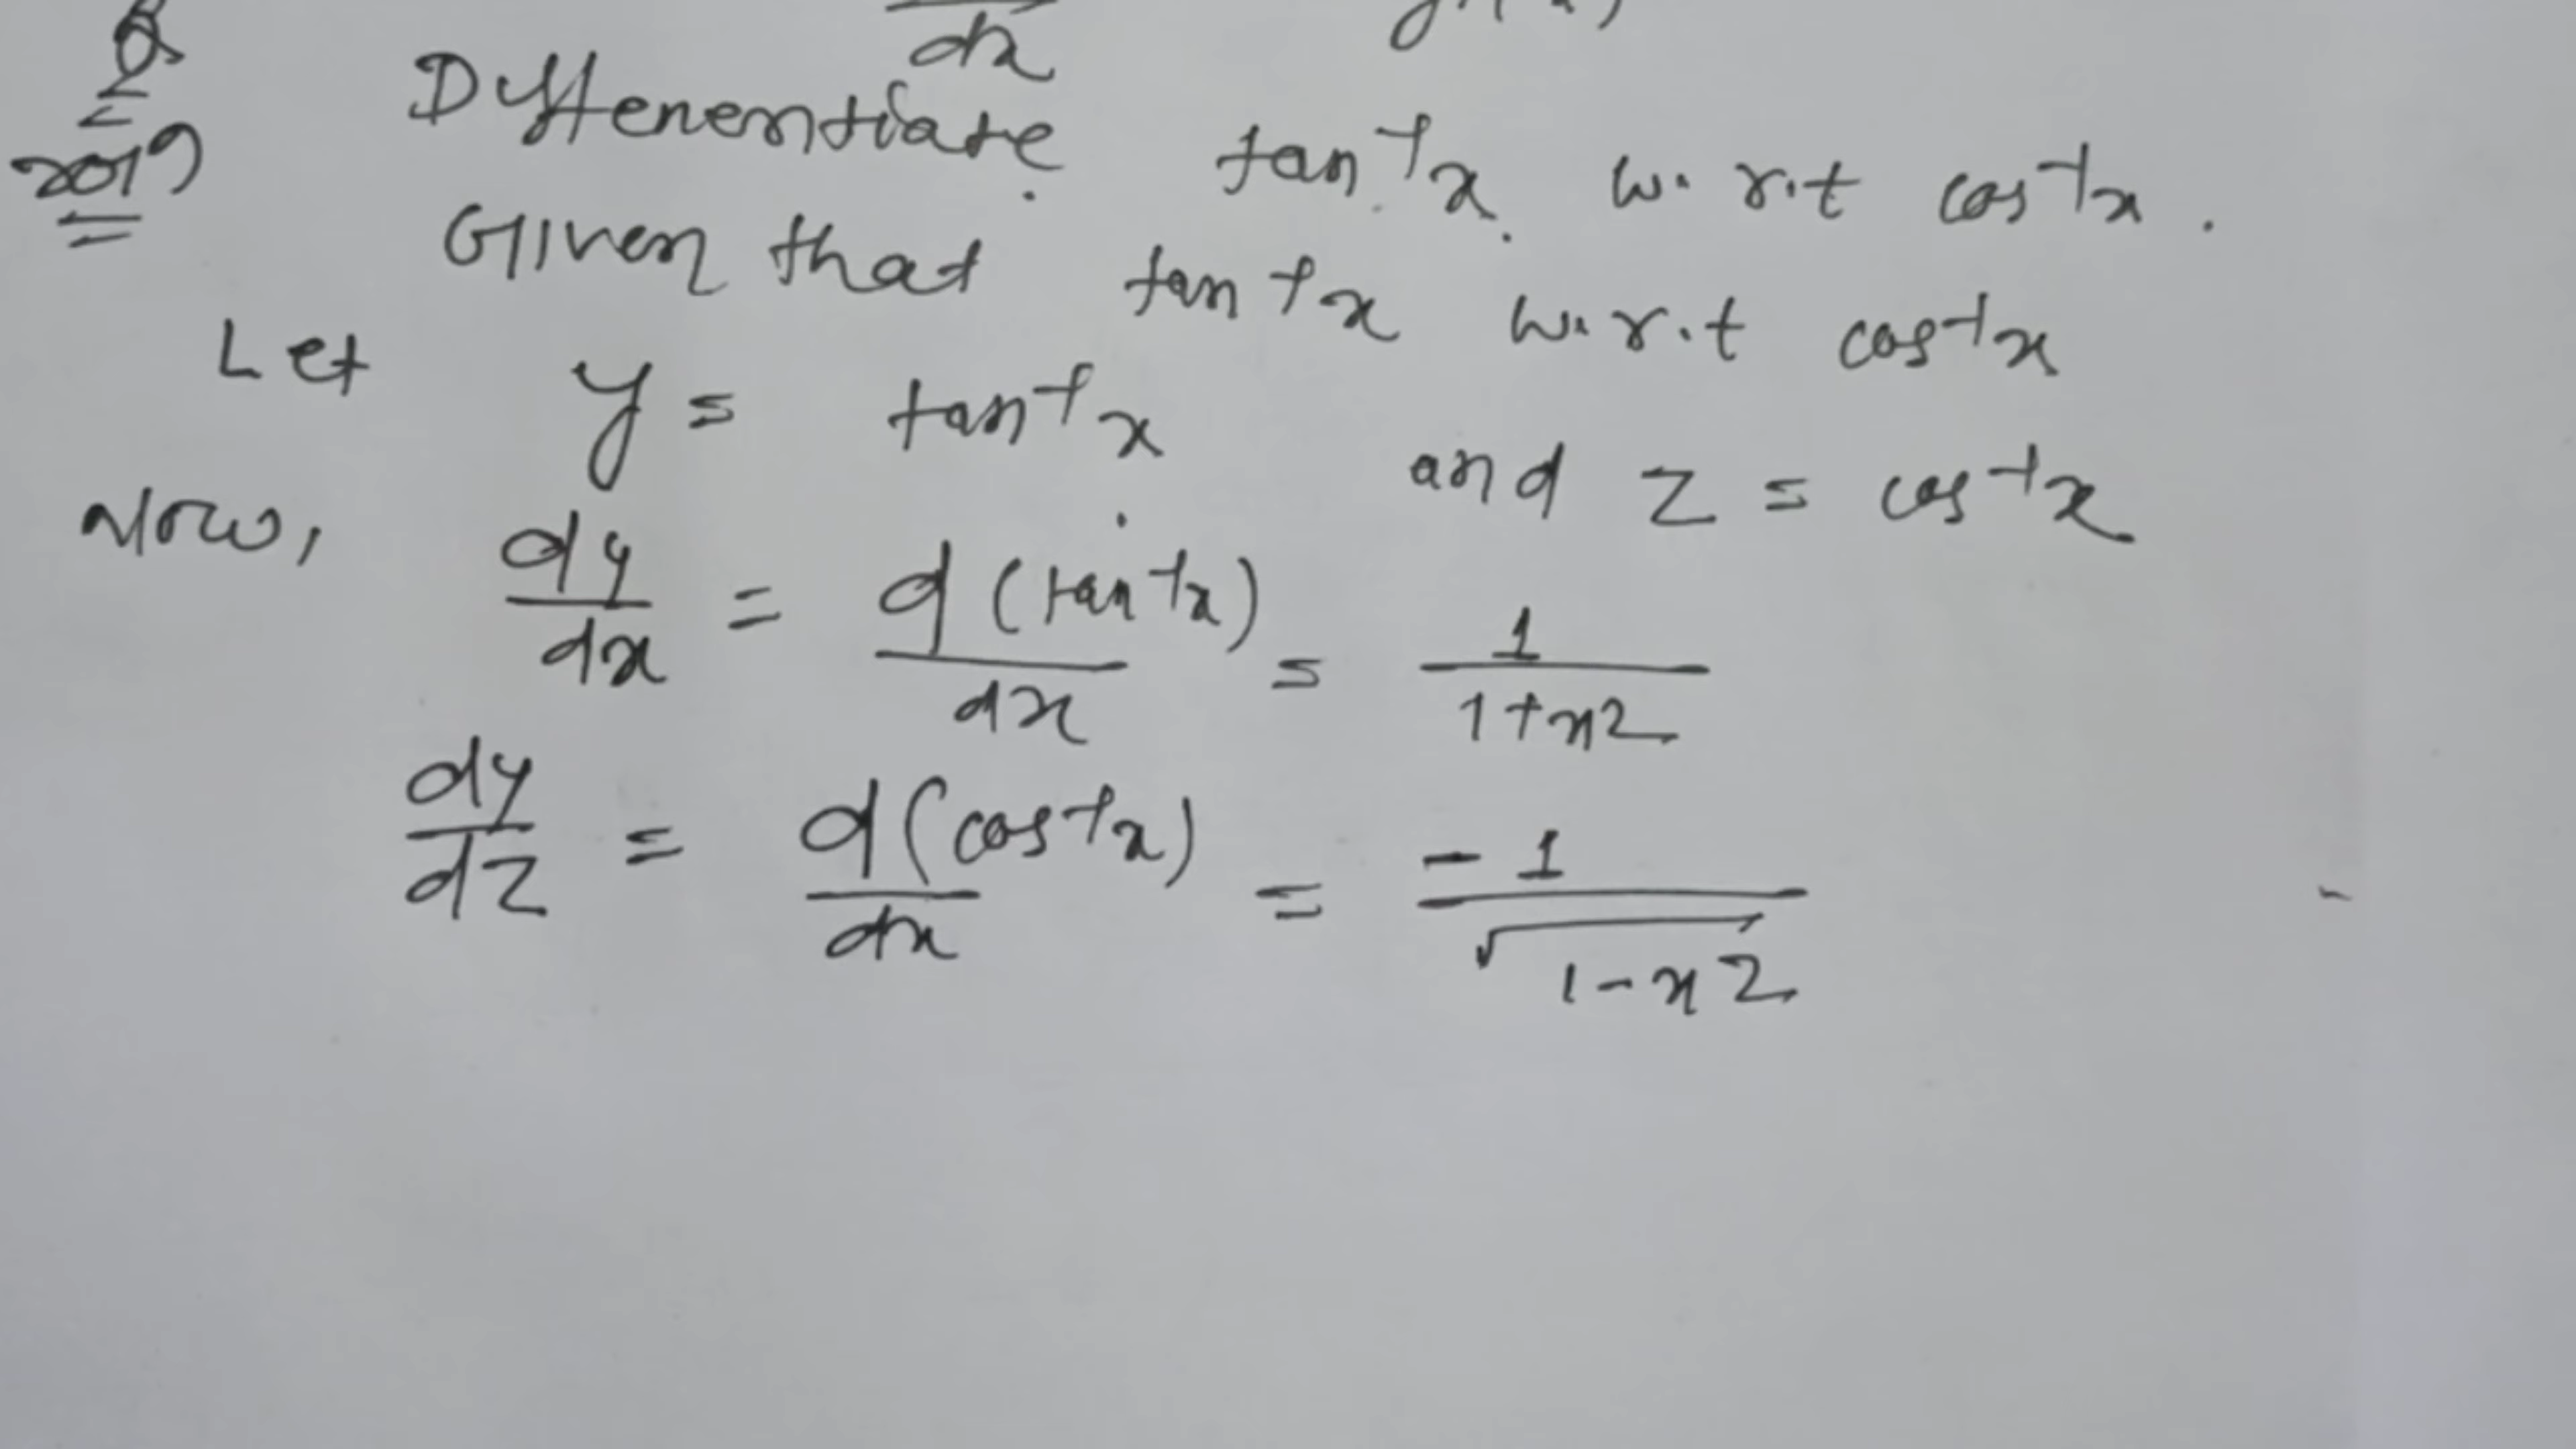 Q 2019 Differentiate tan⁻¹x w.r.t cos⁻¹x.
Given that tan⁻¹x w.r.t cos⁻¹x
Let y = tan⁻¹x and z = cos⁻¹x
Now, dy/dx = d(tan⁻¹x)/dx = 1/(1+x²)
dy/dz = d(cos⁻¹x)/dx = -1/√(1-x²)